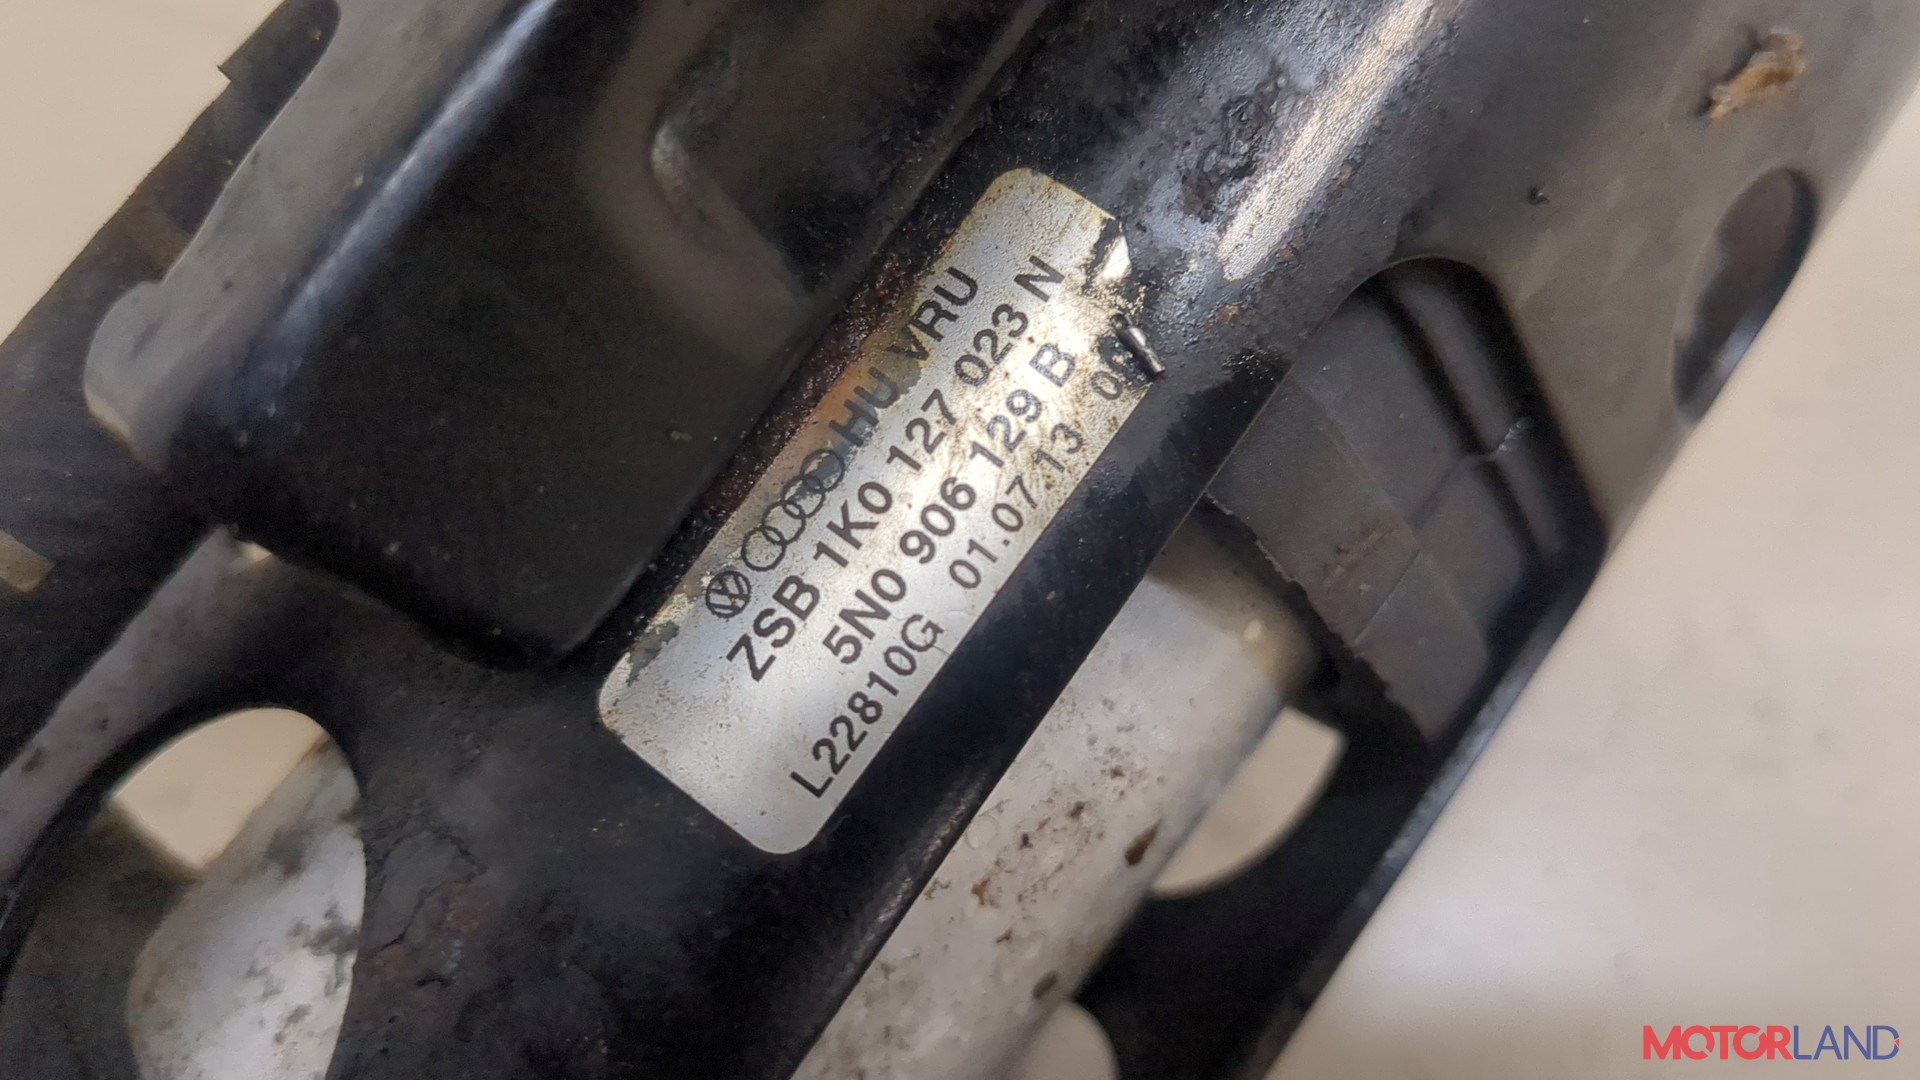 HU VRU
ZSB 1K0 127 023 N
5N0 906 129 B
L22810G 01.07.13
MOTORLAND